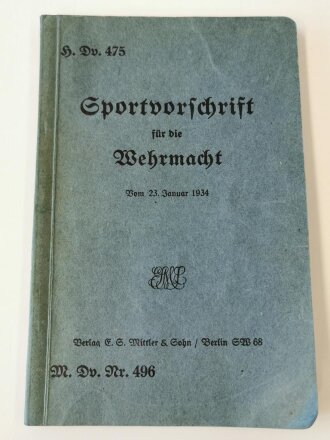 H. Dv. 475
Sportvorschrift
für die
Wehrmacht
Vom 23. Januar 1934
Verlag E. S. Mittler & Sohn / Berlin SW 68
M. Dv. Nr. 496